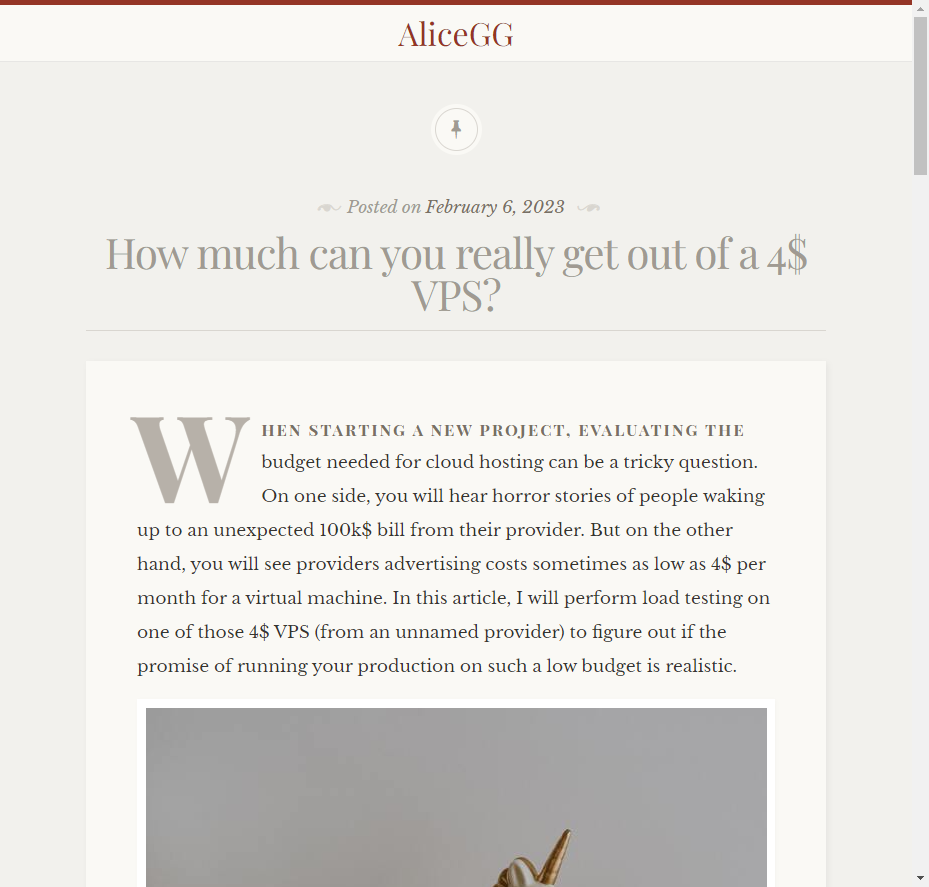 AliceGG
Posted on February 6, 2023
How much can you really get out of a 4$
VPS?
WHEN STARTING A NEW PROJECT, EVALUATING THE
budget needed for cloud hosting can be a tricky question.
On one side, you will hear horror stories of people waking
up to an unexpected 100k$ bill from their provider. But on the other
hand, you will see providers advertising costs sometimes as low as 4$ per
month for a virtual machine. In this article, I will perform load testing on
one of those 4$ VPS (from an unnamed provider) to figure out if the
promise of running your production on such a low budget is realistic.